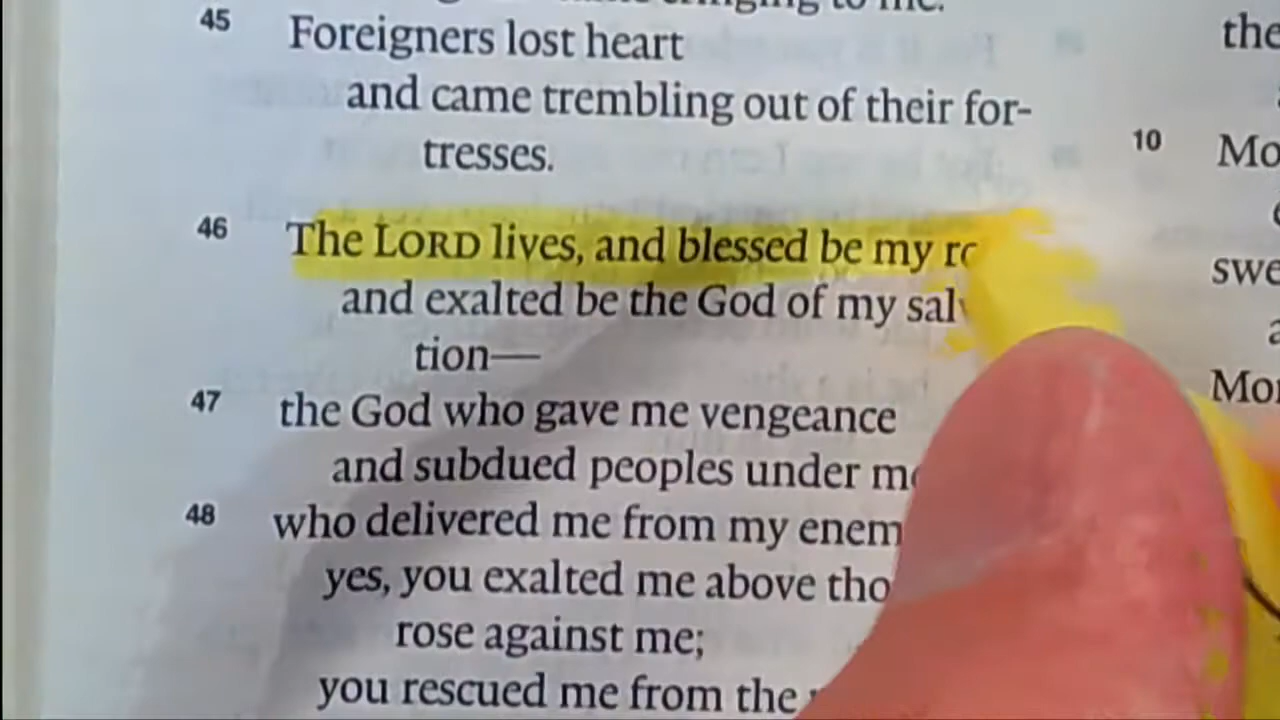 to me.
45 Foreigners lost heart
and came trembling out of their for-
tresses.
46 The LORD lives, and blessed be my
and exalted be the God of my
tion—
47 the God who gave me vengeance
and subdued peoples under
48 who delivered me from my
yes, you exalted me above
rose against me;
you rescued me from the
the
10